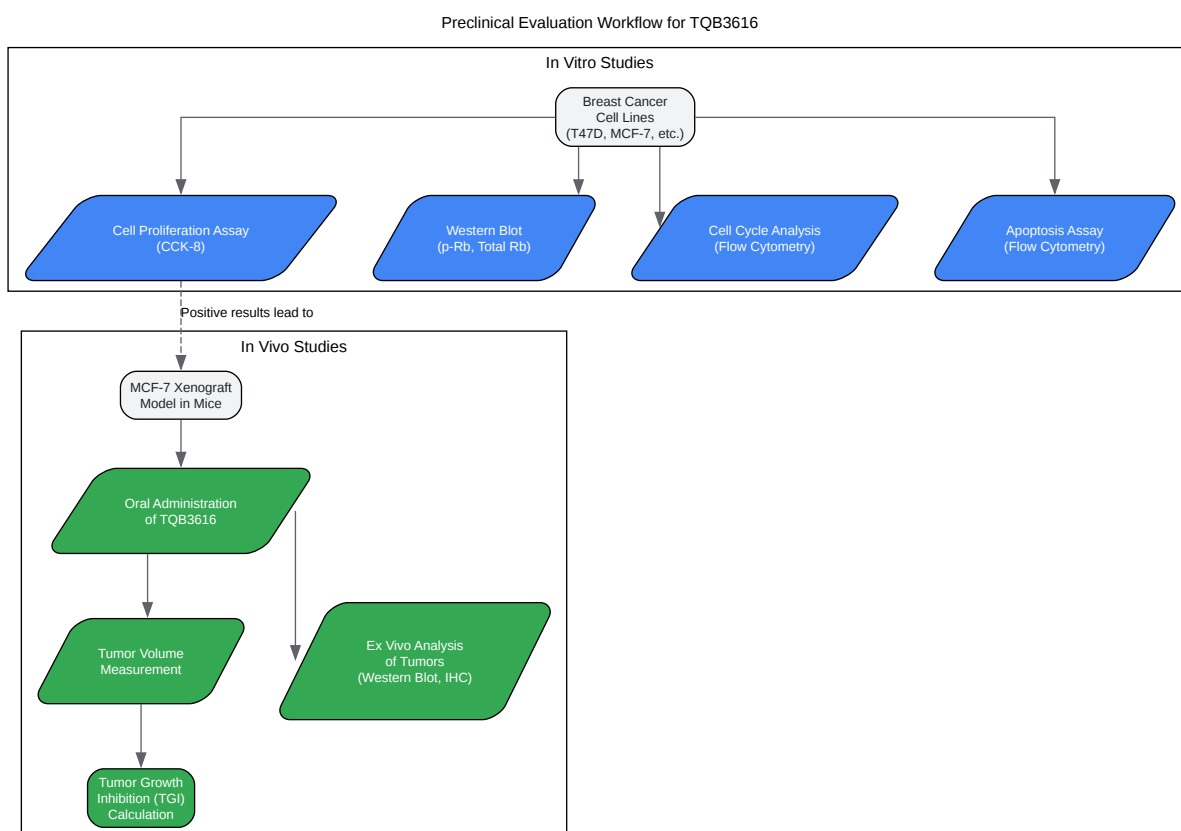 Preclinical Evaluation Workflow for TQB3616
In Vitro Studies
Breast Cancer
Cell Lines
(T47D, MCF-7, etc.)
Cell Proliferation Assay
(CCK-8)
Western Blot
(p-Rb, Total Rb)
Cell Cycle Analysis
(Flow Cytometry)
Apoptosis Assay
(Flow Cytometry)
Positive results lead to
In Vivo Studies
MCF-7 Xenograft
Model in Mice
Oral Administration
of TQB3616
Tumor Volume
Measurement
Ex Vivo Analysis
of Tumors
(Western Blot, IHC)
Tumor Growth
Inhibition (TGI)
Calculation